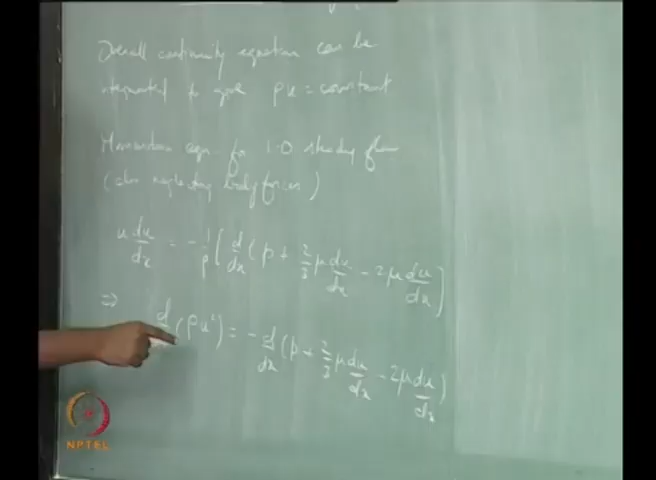 Overall continuity equation can be
integrated to give ρu = constant
Momentum eqn. for 1-D steady flow
(also neglecting body forces)
u du/dx = - 1/ρ [ d/dx ( p + 2/3 μ du/dx - 2μ du/dx ) ]
⇒ d/dx (ρu²) = - d/dx ( p + 2/3 μ du/dx - 2μ du/dx )
NPTEL